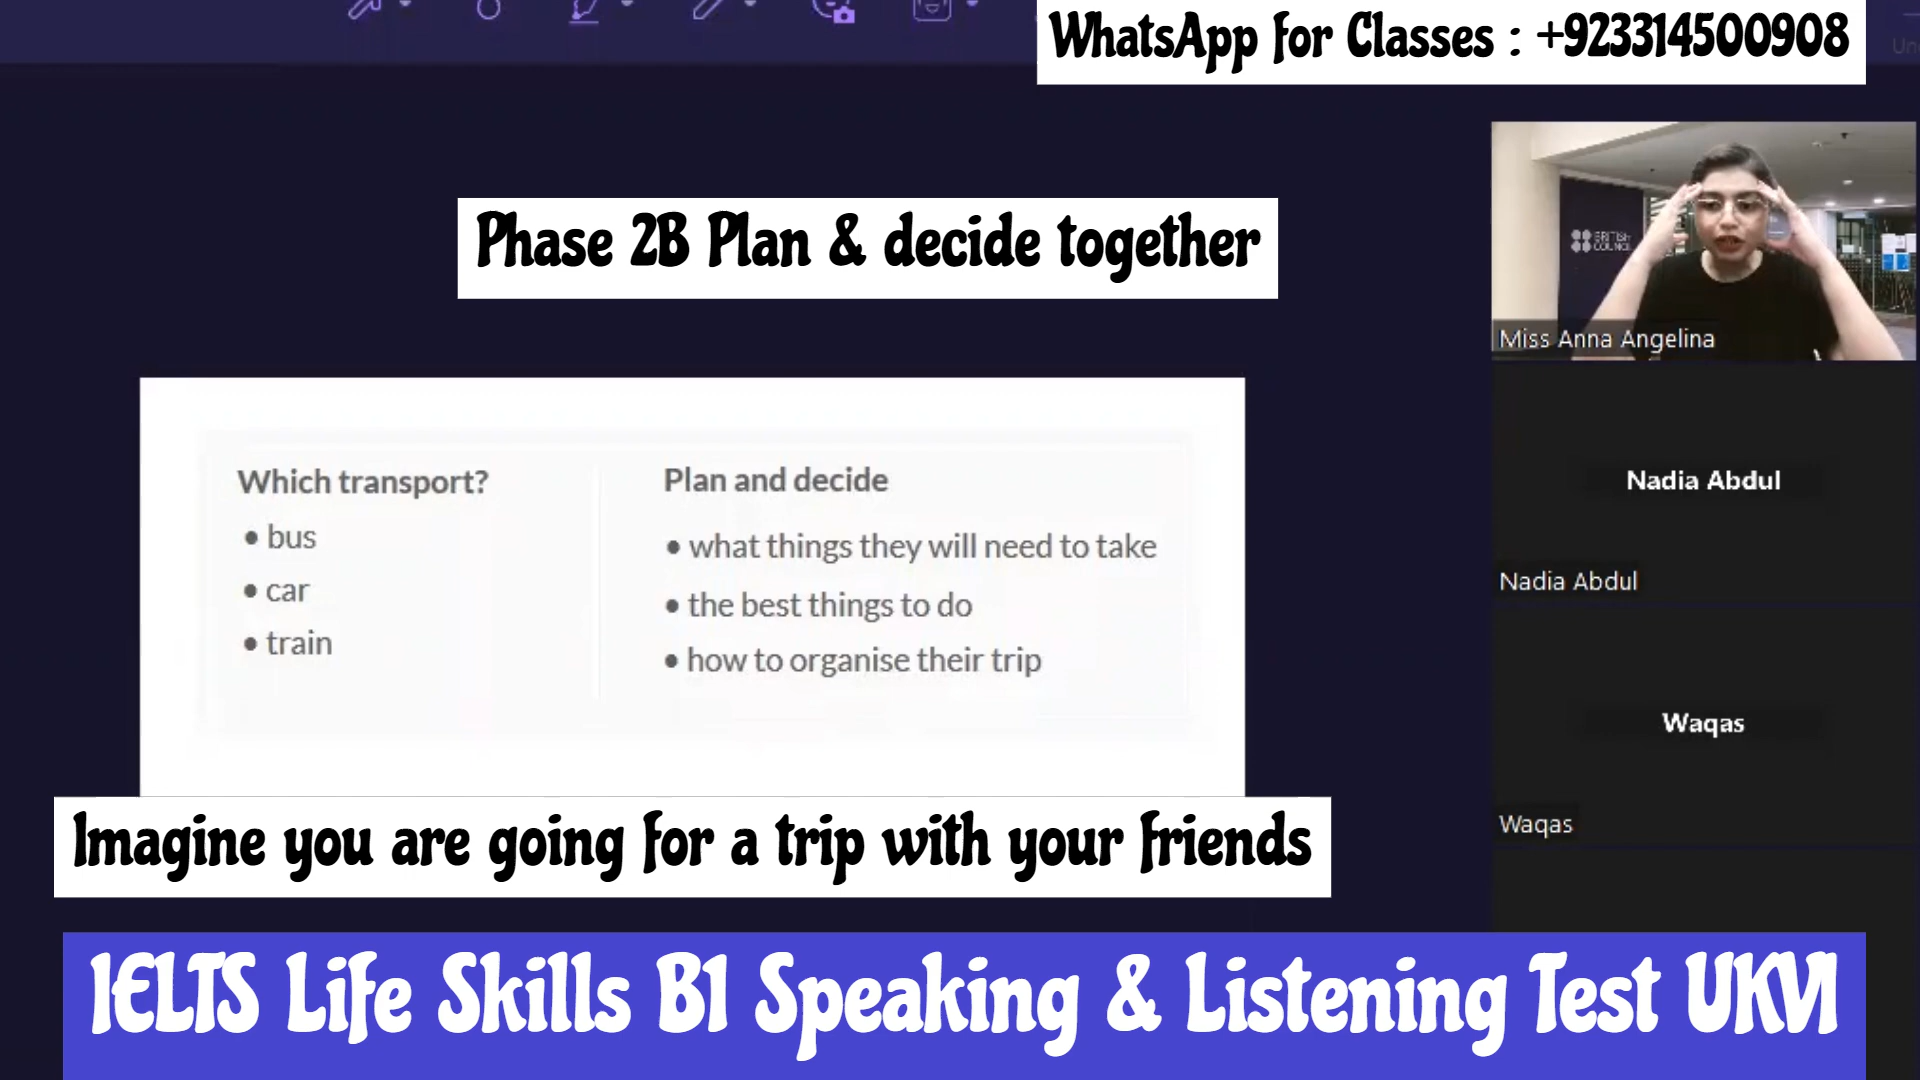 WhatsApp for Classes : +923314500908
Phase 2B Plan & decide together
BRITISH
COUNCIL
Miss Anna Angelina
Which transport?
• bus
• car
• train
Plan and decide
• what things they will need to take
• the best things to do
• how to organise their trip
Nadia Abdul
Nadia Abdul
Waqas
Waqas
Imagine you are going for a trip with your friends
IELTS Life Skills B1 Speaking & Listening Test UKVI